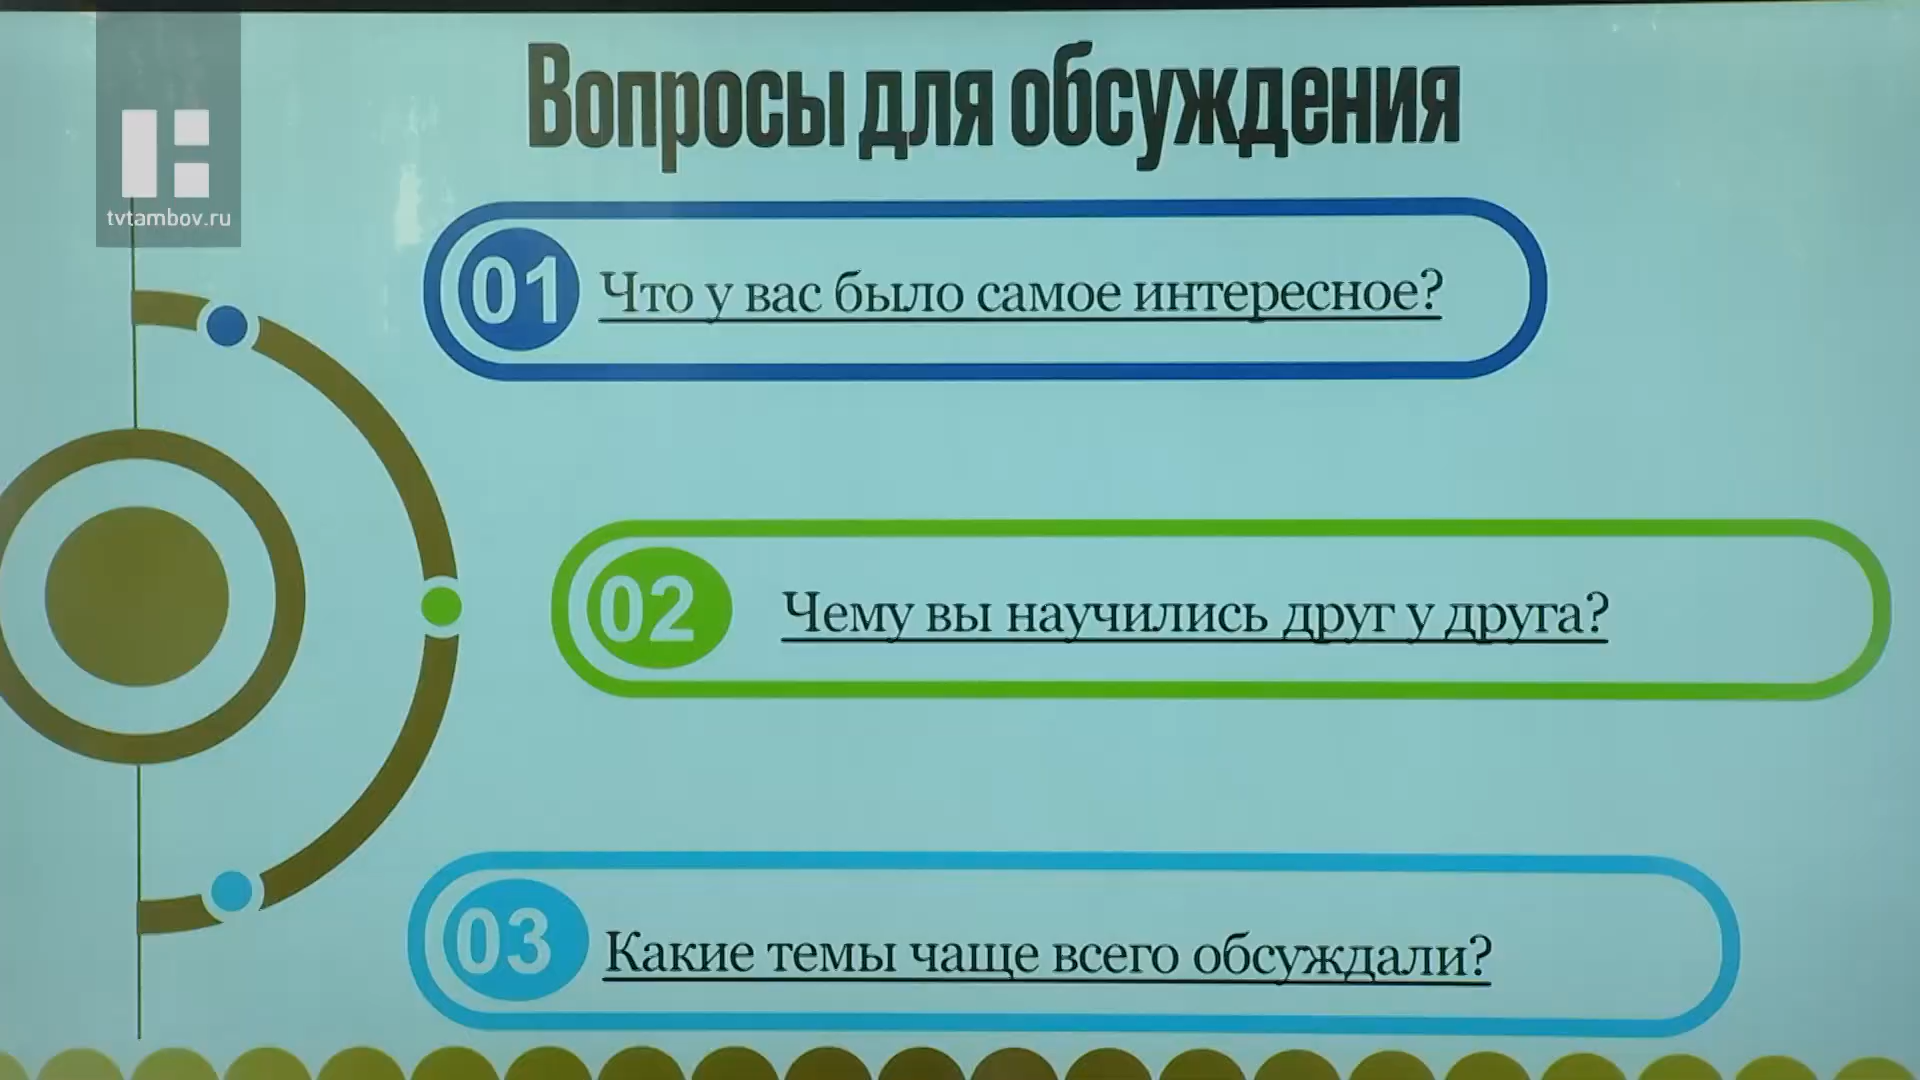 Вопросы для обсуждения
tvtambov.ru
01 Что у вас было самое интересное?
02 Чему вы научились друг у друга?
03 Какие темы чаще всего обсуждали?